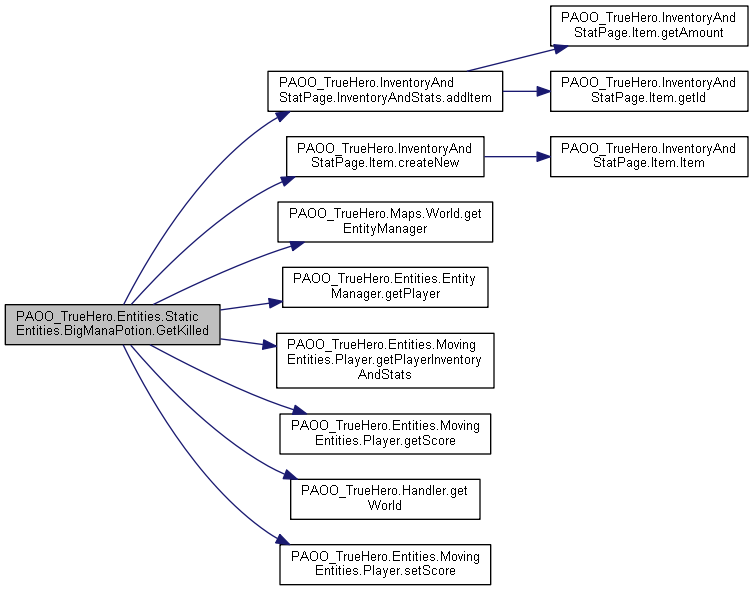 PAOO_TrueHero.InventoryAnd
StatPage.Item.getAmount
PAOO_TrueHero.InventoryAnd
StatPage.InventoryAndStats.addItem
PAOO_TrueHero.InventoryAnd
StatPage.Item.getId
PAOO_TrueHero.InventoryAnd
StatPage.Item.createNew
PAOO_TrueHero.InventoryAnd
StatPage.Item.Item
PAOO_TrueHero.Maps.World.get
EntityManager
PAOO_TrueHero.Entities.Entity
Manager.getPlayer
PAOO_TrueHero.Entities.Static
Entities.BigManaPotion.GetKilled
PAOO_TrueHero.Entities.Moving
Entities.Player.getPlayerInventory
AndStats
PAOO_TrueHero.Entities.Moving
Entities.Player.getScore
PAOO_TrueHero.Handler.get
World
PAOO_TrueHero.Entities.Moving
Entities.Player.setScore